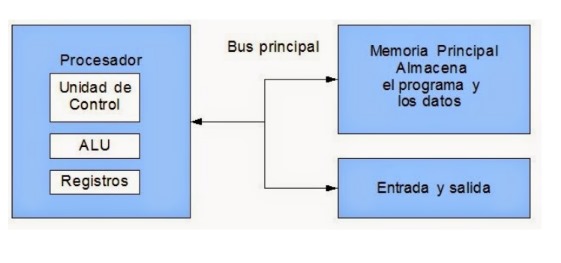 Procesador
Unidad de
Control
ALU
Registros
Bus principal
Memoria Principal
Almacena
el programa y
los datos
Entrada y salida